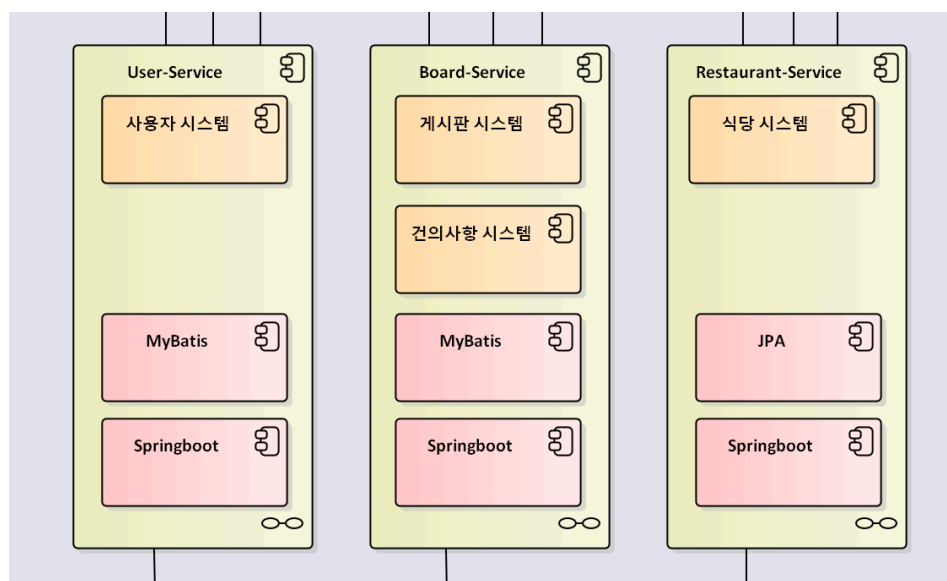 User-Service
사용자 시스템
MyBatis
Springboot
Board-Service
게시판 시스템
건의사항 시스템
MyBatis
Springboot
Restaurant-Service
식당 시스템
JPA
Springboot